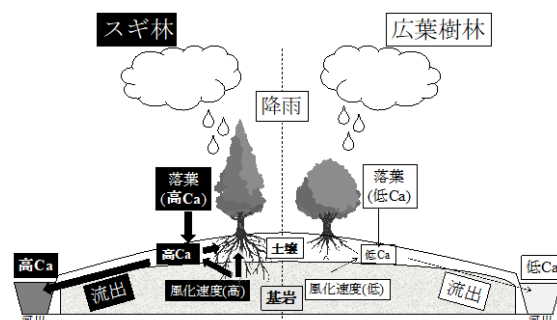 スギ林
広葉樹林
降雨
落葉
(高Ca)
落葉
(低Ca)
高Ca
土壌
低Ca
高Ca
低Ca
風化速度(高)
風化速度(低)
流出
基岩
流出